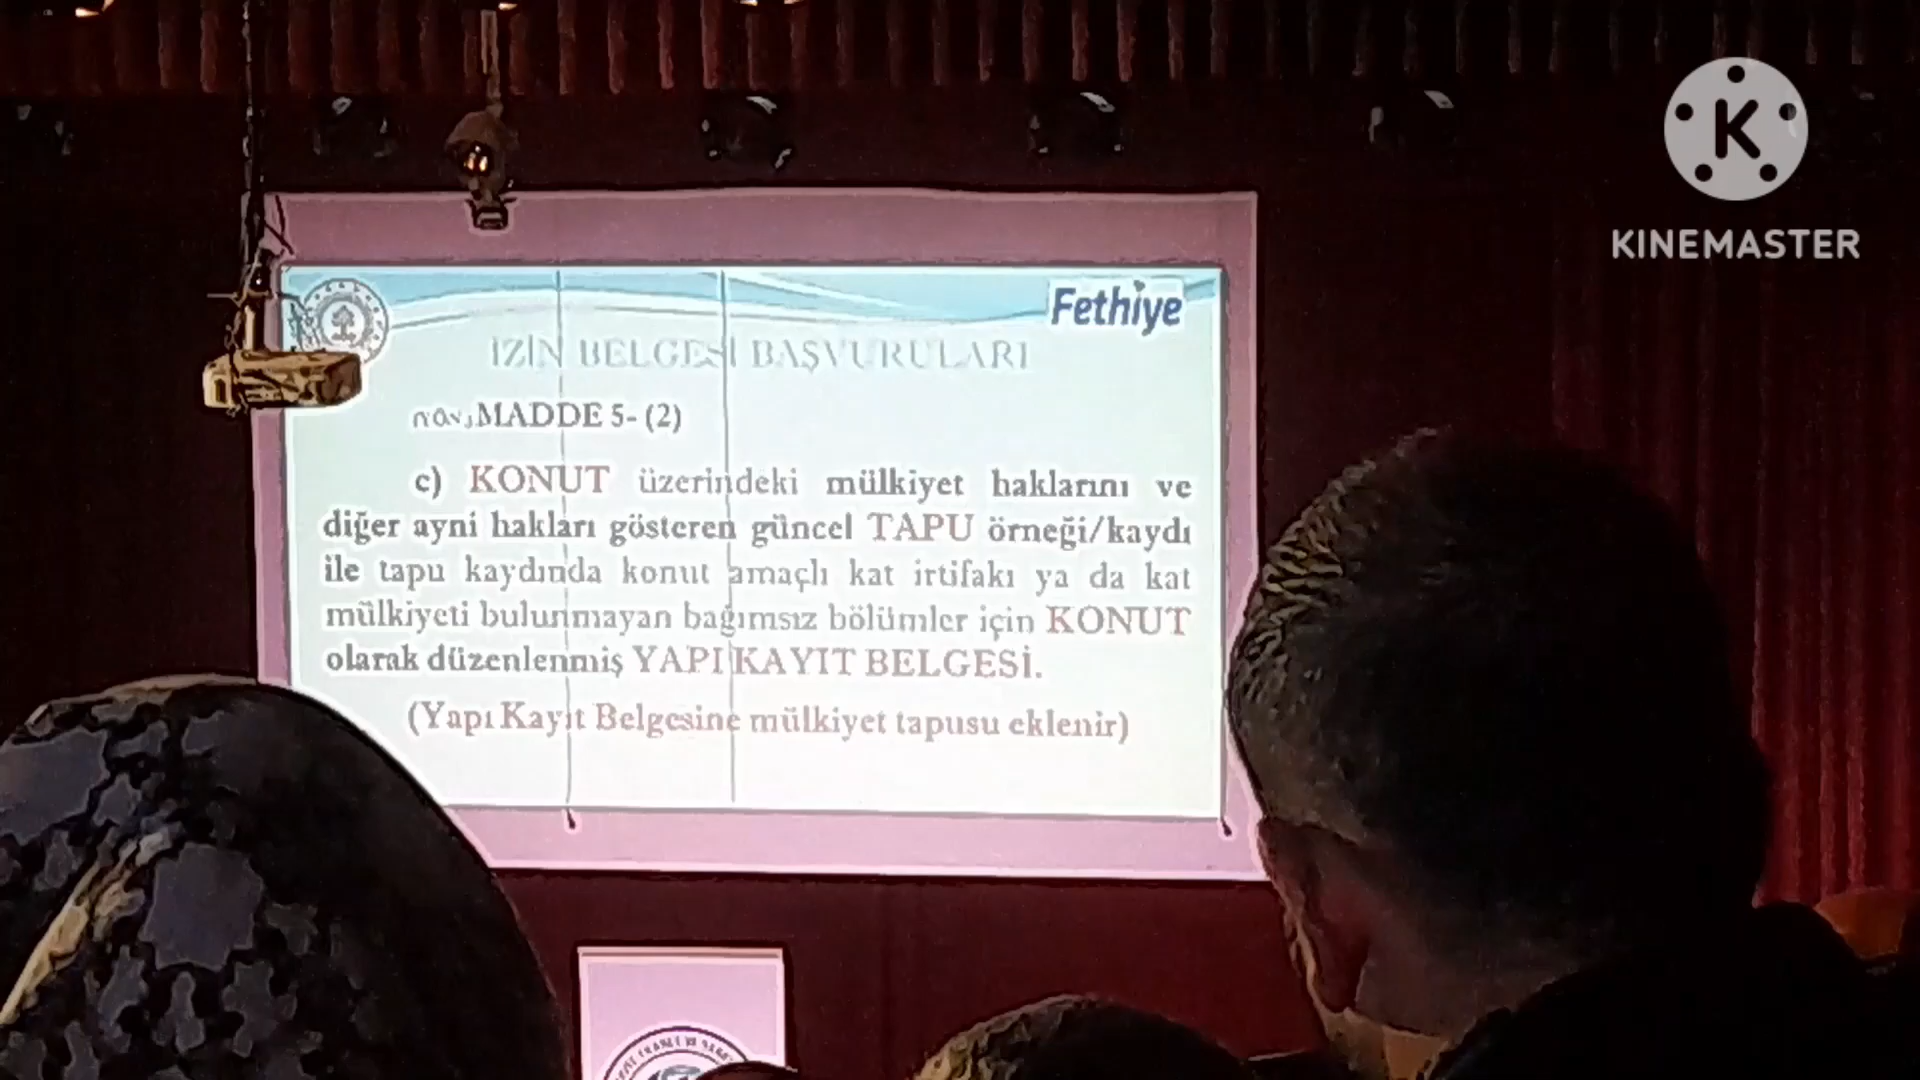 KINEMASTER
Fethiye
İZİN BELGESİ BAŞVURULARI
MADDE 5- (2)
c) KONUT üzerindeki mülkiyet haklarını ve
diğer ayni hakları gösteren güncel TAPU örneği/kaydı
ile tapu kaydında konut amaçlı kat irtifakı ya da kat
mülkiyeti bulunmayan bağımsız bölümler için KONUT
olarak düzenlenmiş YAPI KAYIT BELGESİ.
(Yapı Kayıt Belgesine mülkiyet tapusu eklenir)